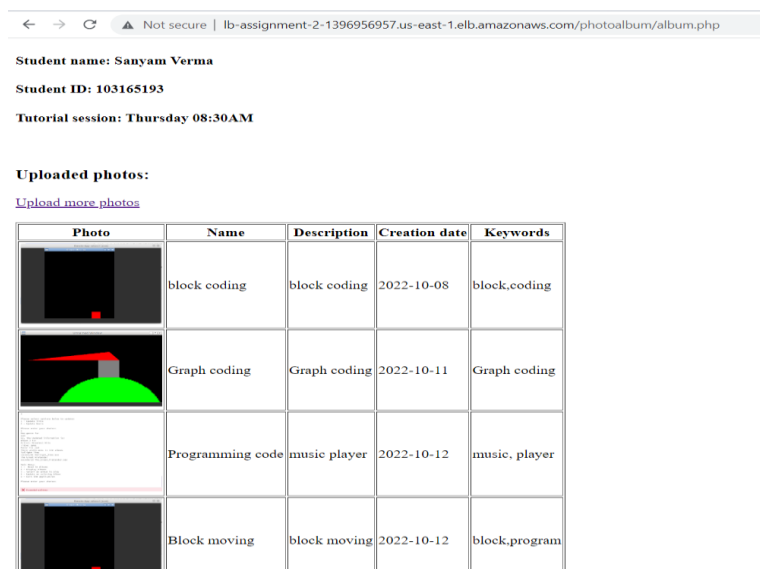 Not secure | lb-assignment-2-1396956957.us-east-1.elb.amazonaws.com/photoalbum/album.php
Student name: Sanyam Verma
Student ID: 103165193
Tutorial session: Thursday 08:30AM
Uploaded photos:
Upload more photos
Photo Name Description Creation date Keywords
block coding block coding 2022-10-08 block,coding
Graph coding Graph coding 2022-10-11 Graph coding
Programming code music player 2022-10-12 music, player
Block moving block moving 2022-10-12 block,program